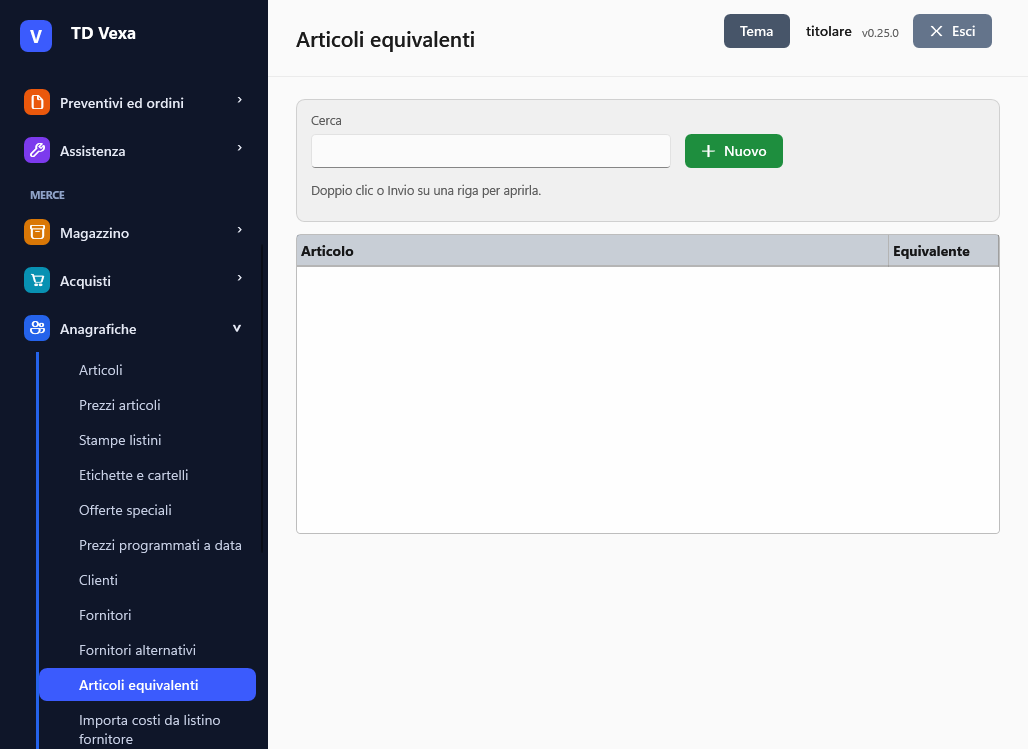 V
TD Vexa
Preventivi ed ordini
Assistenza
MERCE
Magazzino
Acquisti
Anagrafiche
Articoli
Prezzi articoli
Stampe listini
Etichette e cartelli
Offerte speciali
Prezzi programmati a data
Clienti
Fornitori
Fornitori alternativi
Articoli equivalenti
Importa costi da listino
fornitore
Articoli equivalenti
Tema
titolare v0.25.0
Esci
Cerca
Nuovo
Doppio clic o Invio su una riga per aprirla.
Articolo Equivalente